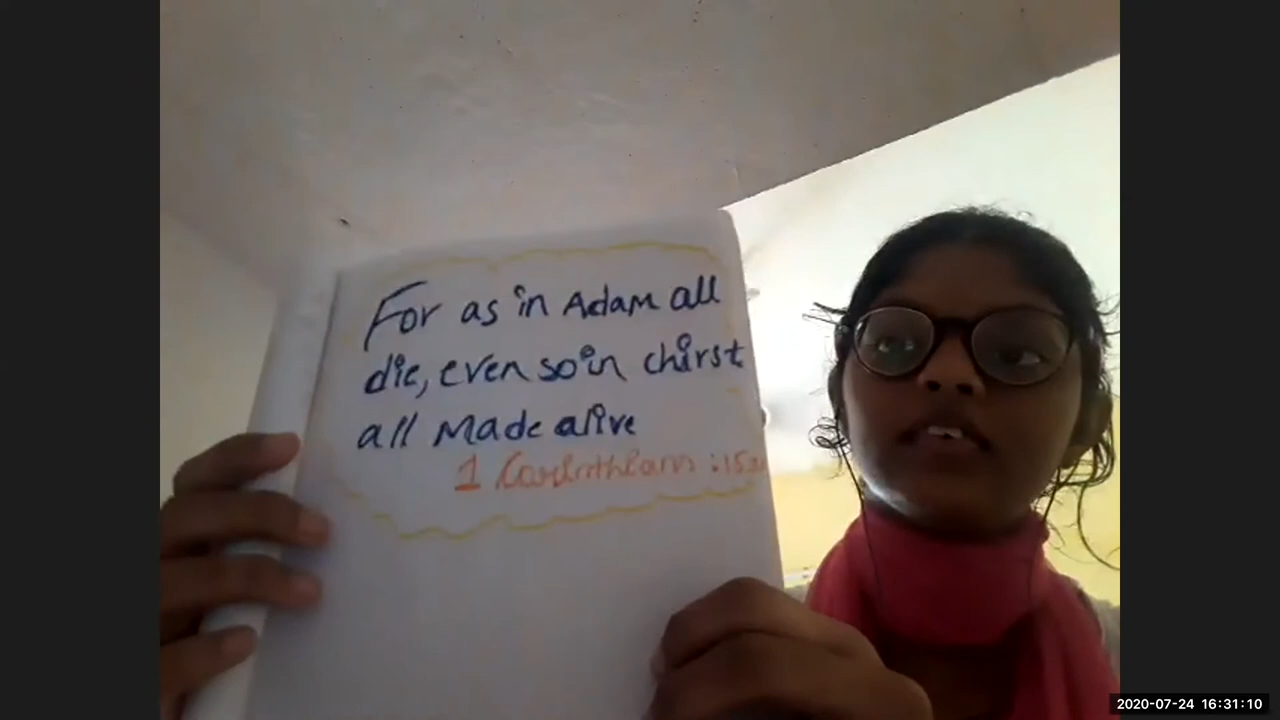 For as in Adam all
die, even so in chirst
all Made alive
1 Corinthians :15:
2020-07-24 16:31:10